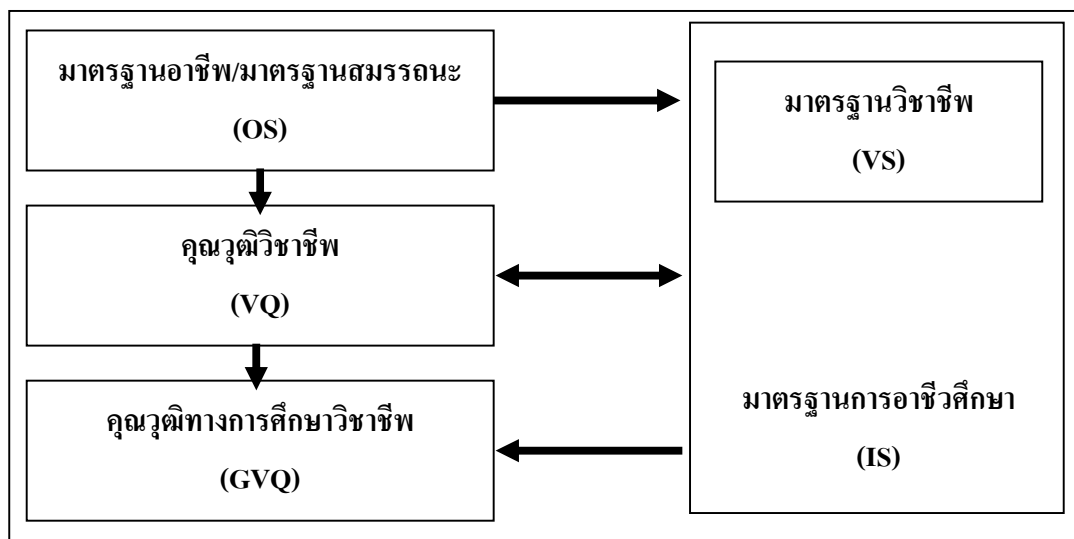 มาตรฐานอาชีพ/มาตรฐานสมรรถนะ
(OS)
มาตรฐานวิชาชีพ
(VS)
คุณวุฒิวิชาชีพ
(VQ)
คุณวุฒิทางการศึกษาวิชาชีพ
(GVQ)
มาตรฐานการอาชีวศึกษา
(IS)